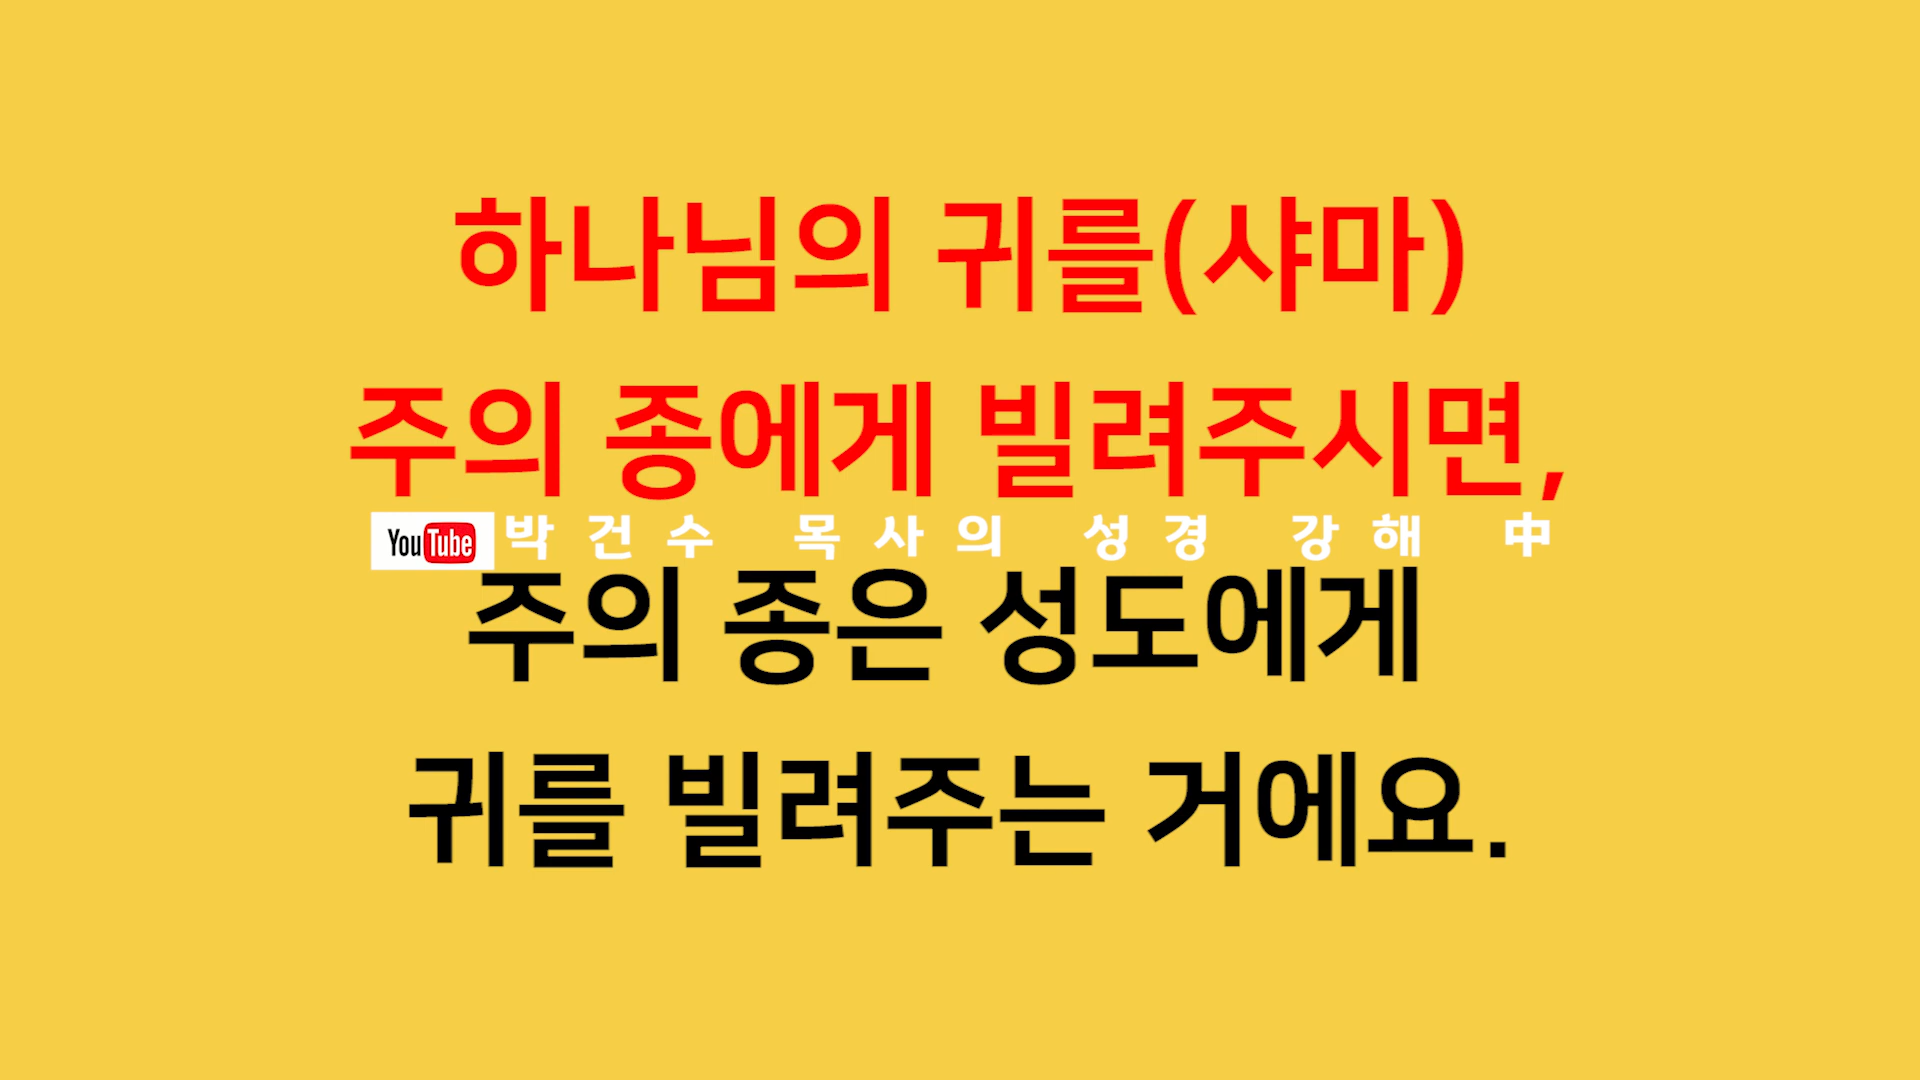 하나님의 귀를(샤마)
주의 종에게 빌려주시면,
YouTube 박건수 목사의 성경 강해 中
주의 종은 성도에게
귀를 빌려주는 거에요.